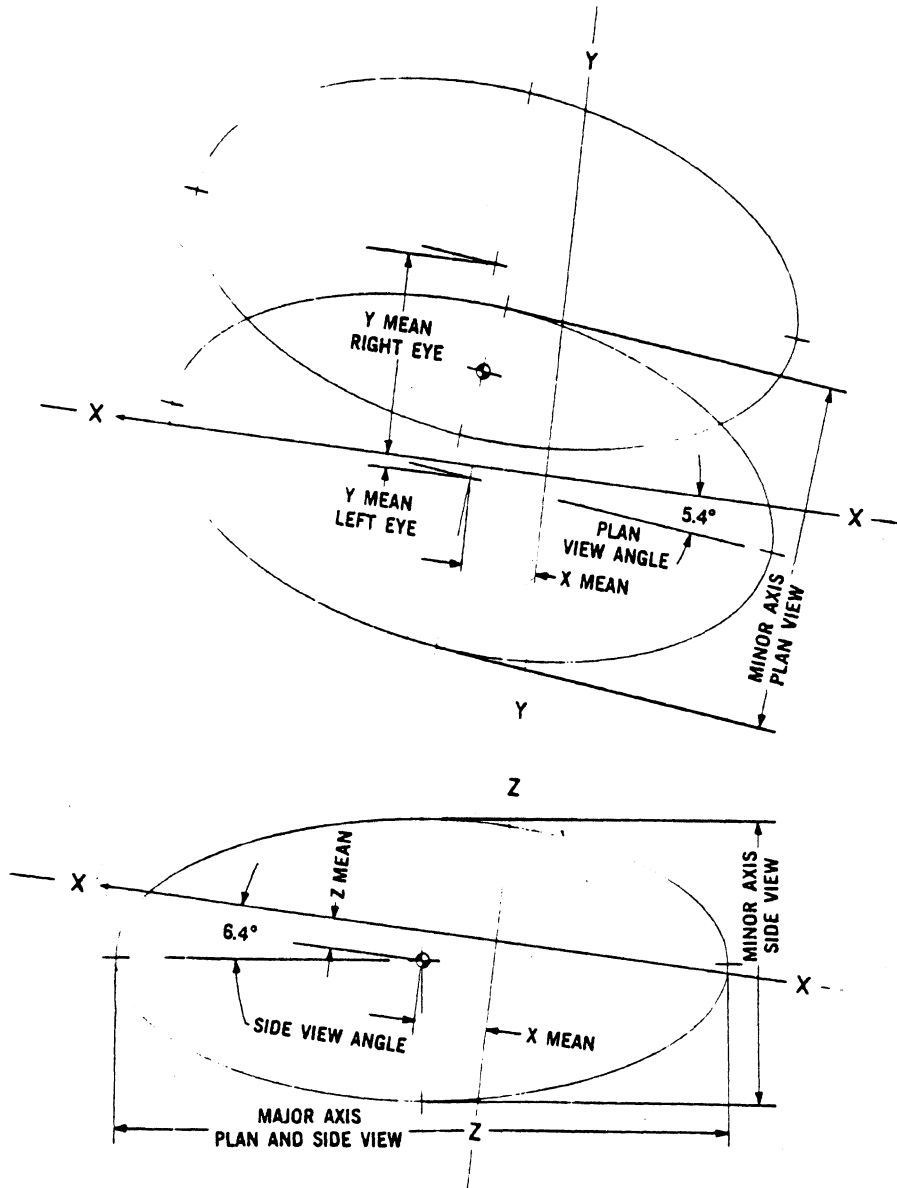 Y
Y MEAN
RIGHT EYE
X
Y MEAN
LEFT EYE
5.4°
X
PLAN
VIEW ANGLE
X MEAN
MINOR AXIS
PLAN VIEW
Y
Z
Z MEAN
MINOR AXIS
SIDE VIEW
X
6.4°
X
SIDE VIEW ANGLE
X MEAN
MAJOR AXIS
PLAN AND SIDE VIEW
Z